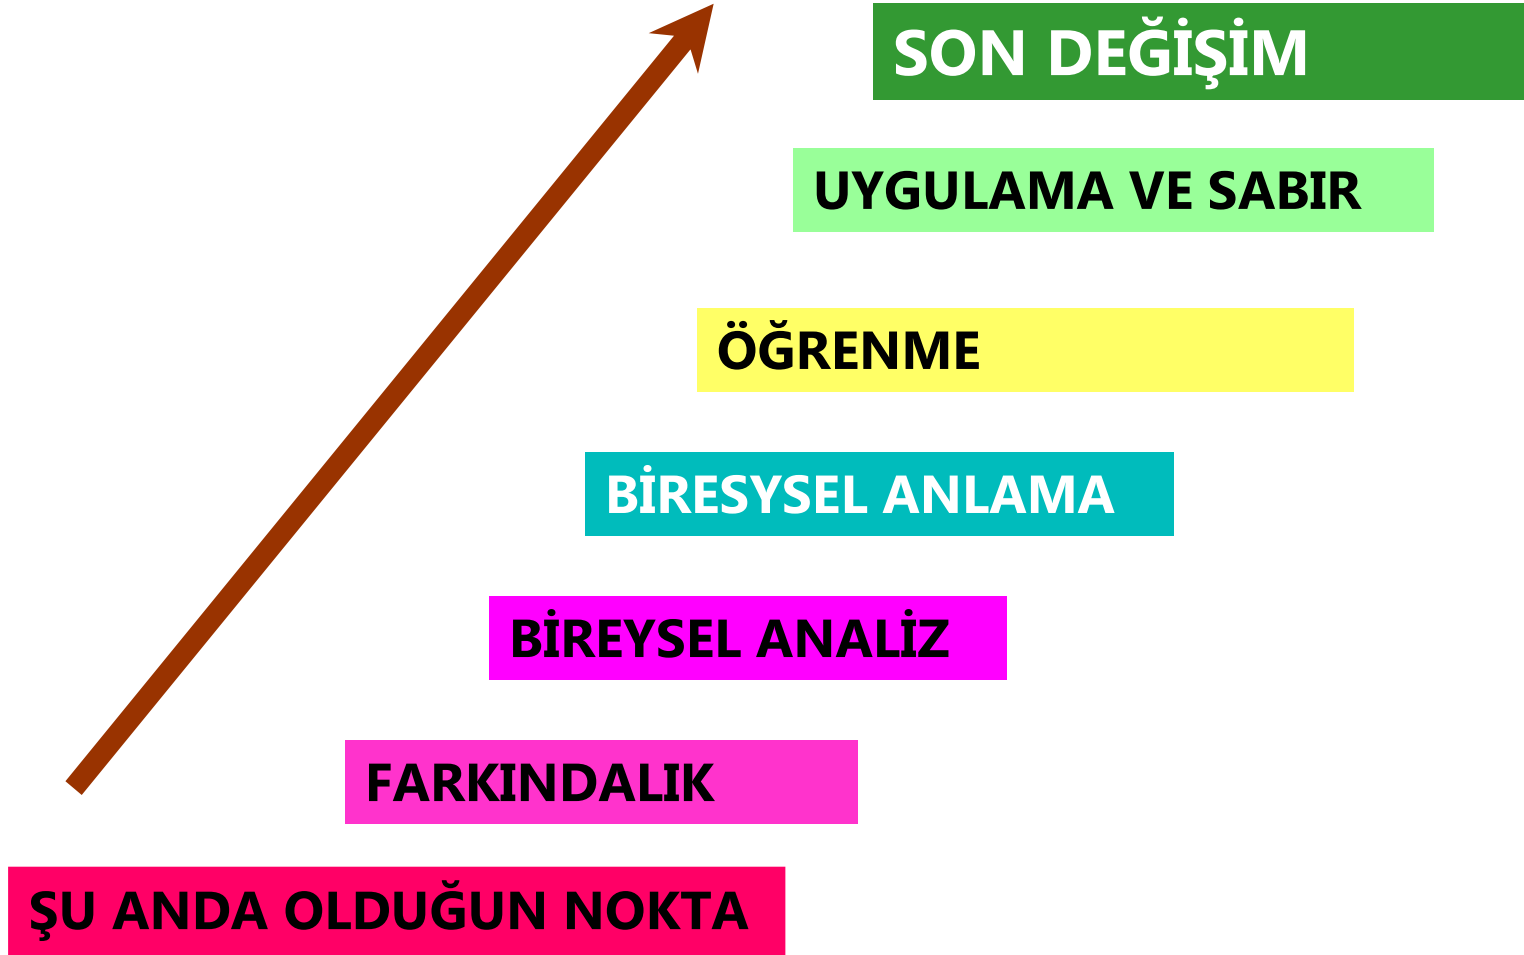 SON DEĞİŞİM
UYGULAMA VE SABIR
ÖĞRENME
BİRESYSEL ANLAMA
BİREYSEL ANALİZ
FARKINDALIK
ŞU ANDA OLDUĞUN NOKTA